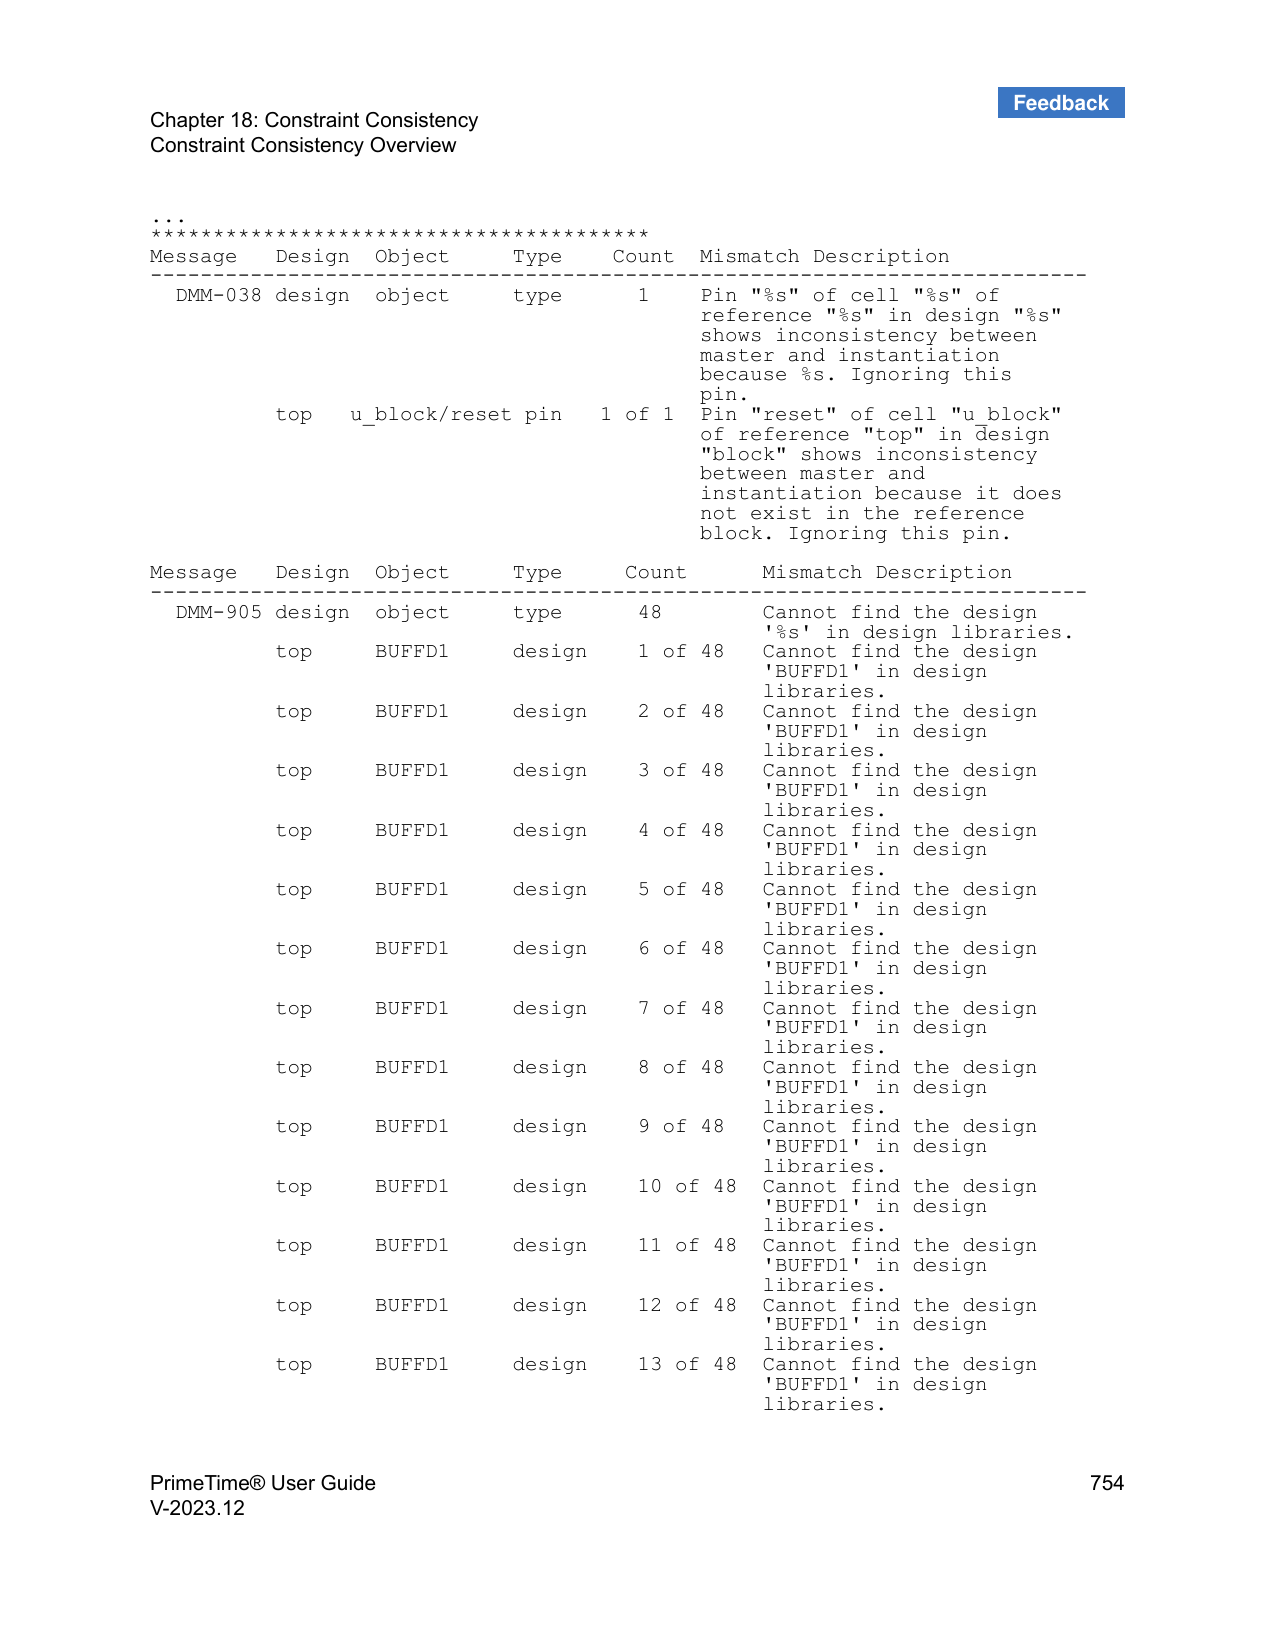 Feedback
Chapter 18: Constraint Consistency
Constraint Consistency Overview
...
****************************************
Message   Design  Object     Type    Count  Mismatch Description
---------------------------------------------------------------------------
  DMM-038 design  object     type      1    Pin "%s" of cell "%s" of
                                            reference "%s" in design "%s"
                                            shows inconsistency between
                                            master and instantiation
                                            because %s. Ignoring this
                                            pin.
          top   u_block/reset pin   1 of 1  Pin "reset" of cell "u_block"
                                            of reference "top" in design
                                            "block" shows inconsistency
                                            between master and
                                            instantiation because it does
                                            not exist in the reference
                                            block. Ignoring this pin.
Message   Design  Object     Type     Count      Mismatch Description
---------------------------------------------------------------------------
  DMM-905 design  object     type      48        Cannot find the design
                                                 '%s' in design libraries.
          top     BUFFD1     design    1 of 48   Cannot find the design
                                                 'BUFFD1' in design
                                                 libraries.
          top     BUFFD1     design    2 of 48   Cannot find the design
                                                 'BUFFD1' in design
                                                 libraries.
          top     BUFFD1     design    3 of 48   Cannot find the design
                                                 'BUFFD1' in design
                                                 libraries.
          top     BUFFD1     design    4 of 48   Cannot find the design
                                                 'BUFFD1' in design
                                                 libraries.
          top     BUFFD1     design    5 of 48   Cannot find the design
                                                 'BUFFD1' in design
                                                 libraries.
          top     BUFFD1     design    6 of 48   Cannot find the design
                                                 'BUFFD1' in design
                                                 libraries.
          top     BUFFD1     design    7 of 48   Cannot find the design
                                                 'BUFFD1' in design
                                                 libraries.
          top     BUFFD1     design    8 of 48   Cannot find the design
                                                 'BUFFD1' in design
                                                 libraries.
          top     BUFFD1     design    9 of 48   Cannot find the design
                                                 'BUFFD1' in design
                                                 libraries.
          top     BUFFD1     design    10 of 48  Cannot find the design
                                                 'BUFFD1' in design
                                                 libraries.
          top     BUFFD1     design    11 of 48  Cannot find the design
                                                 'BUFFD1' in design
                                                 libraries.
          top     BUFFD1     design    12 of 48  Cannot find the design
                                                 'BUFFD1' in design
                                                 libraries.
          top     BUFFD1     design    13 of 48  Cannot find the design
                                                 'BUFFD1' in design
                                                 libraries.
PrimeTime® User Guide 754
V-2023.12